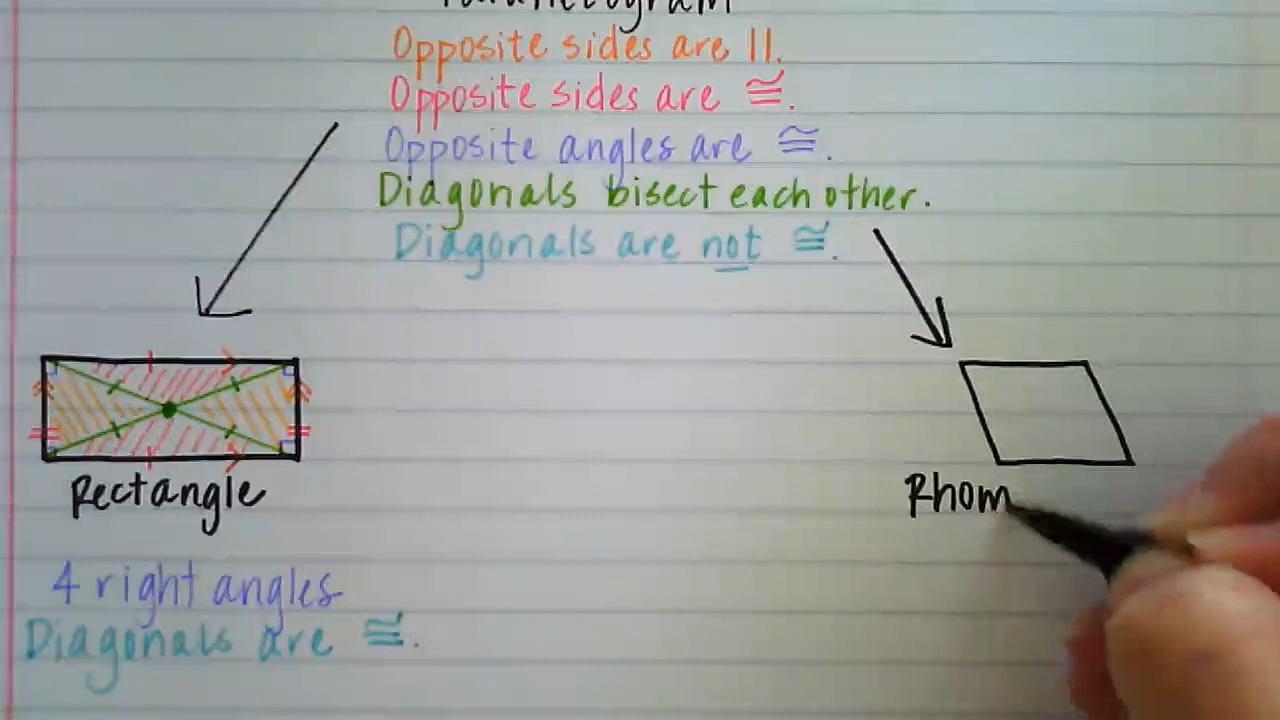 Parallelogram
Opposite sides are ||.
Opposite sides are ≅.
Opposite angles are ≅.
Diagonals bisect each other.
Diagonals are not ≅.
Rectangle
Rhom
4 right angles
Diagonals are ≅.